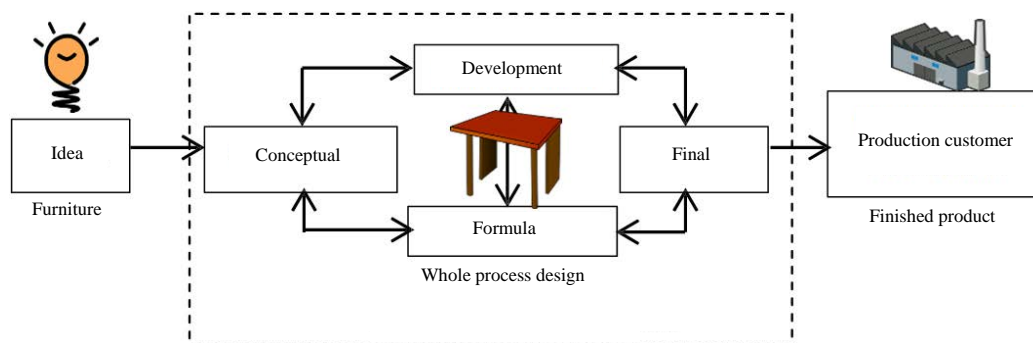 Idea
Furniture
Conceptual
Development
Formula
Whole process design
Final
Production customer
Finished product